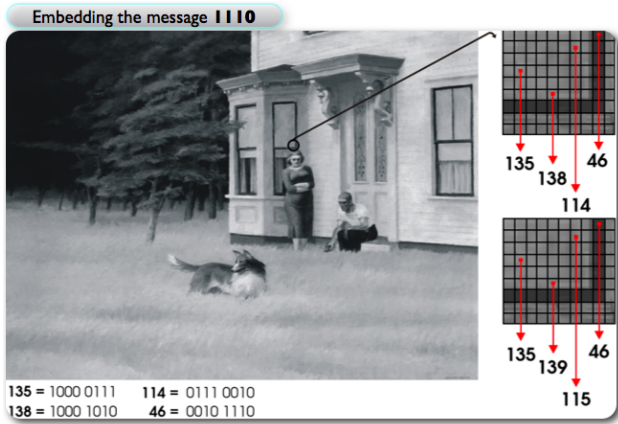 Embedding the message 1110
135
138
46
114
135
139
46
115
135 = 1000 0111
114 = 0111 0010
138 = 1000 1010
46 = 0010 1110